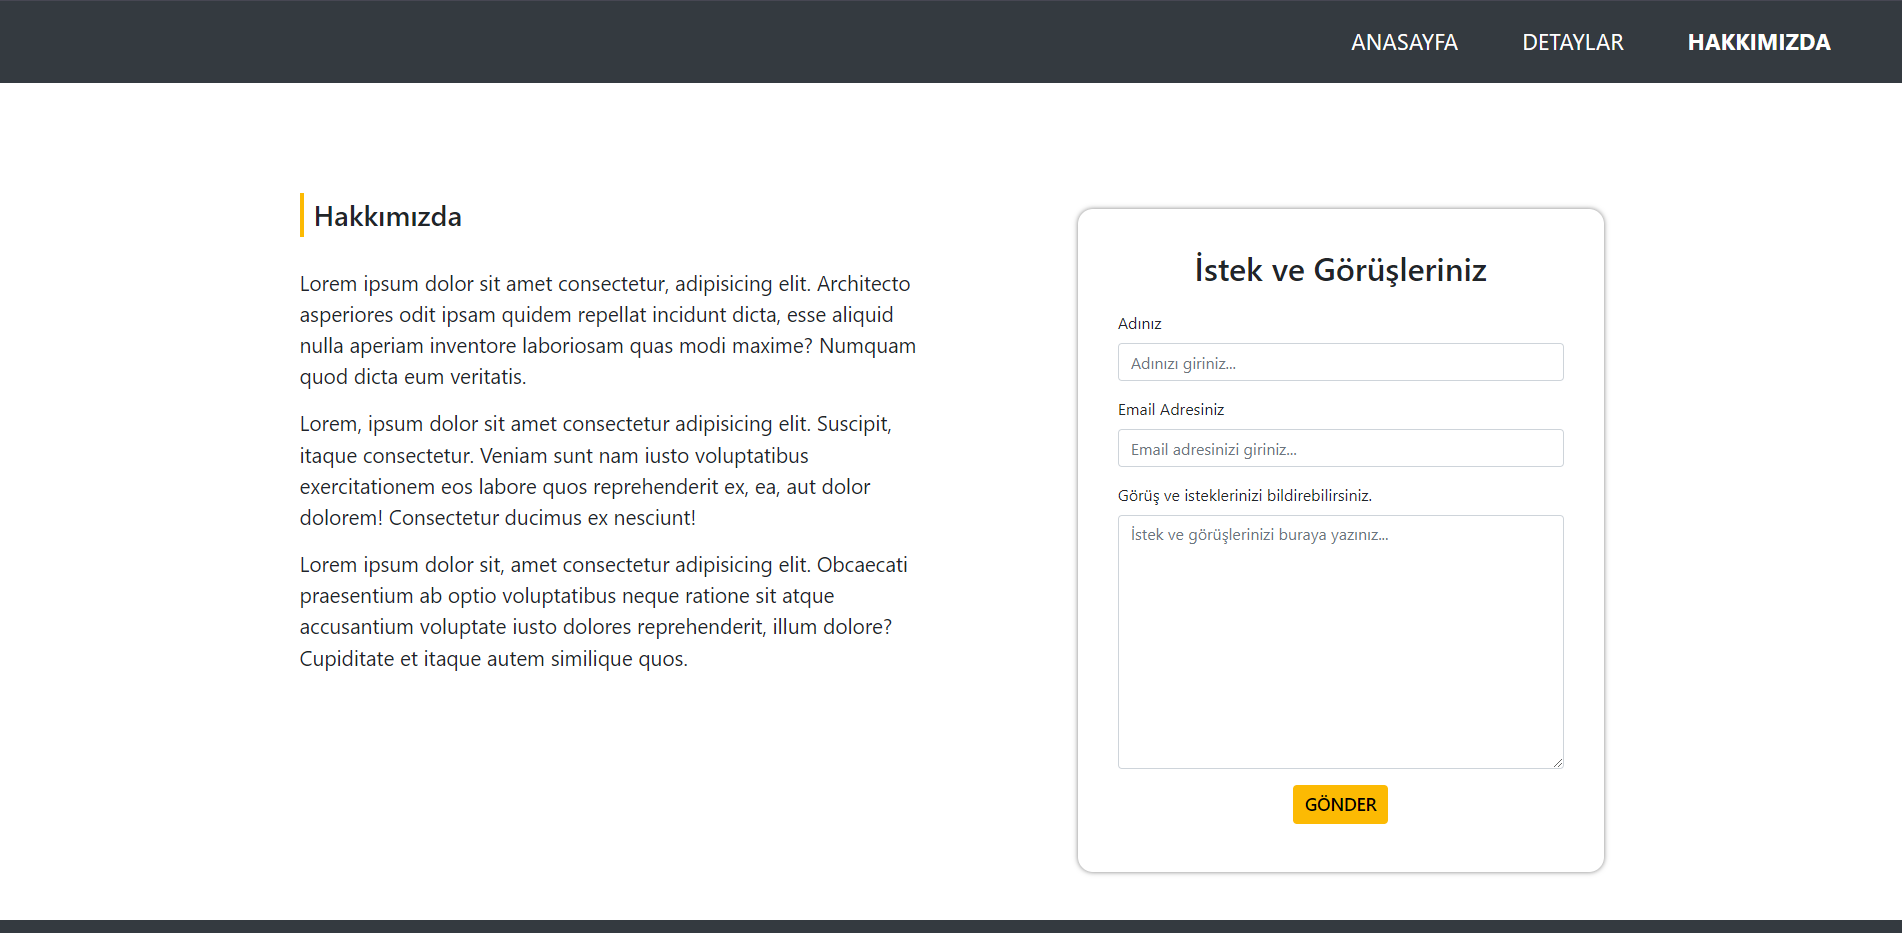 ANASAYFA DETAYLAR HAKKIMIZDA
Hakkımızda
Lorem ipsum dolor sit amet consectetur, adipisicing elit. Architecto
asperiores odit ipsam quidem repellat incidunt dicta, esse aliquid
nulla aperiam inventore laboriosam quas modi maxime? Numquam
quod dicta eum veritatis.
Lorem, ipsum dolor sit amet consectetur adipisicing elit. Suscipit,
itaque consectetur. Veniam sunt nam iusto voluptatibus
exercitationem eos labore quos reprehenderit ex, ea, aut dolor
dolorem! Consectetur ducimus ex nesciunt!
Lorem ipsum dolor sit, amet consectetur adipisicing elit. Obcaecati
praesentium ab optio voluptatibus neque ratione sit atque
accusantium voluptate iusto dolores reprehenderit, illum dolore?
Cupiditate et itaque autem similique quos.
İstek ve Görüşleriniz
Adınız
Adınızı giriniz...
Email Adresiniz
Email adresinizi giriniz...
Görüş ve isteklerinizi bildirebilirsiniz.
İstek ve görüşlerinizi buraya yazınız...
GÖNDER